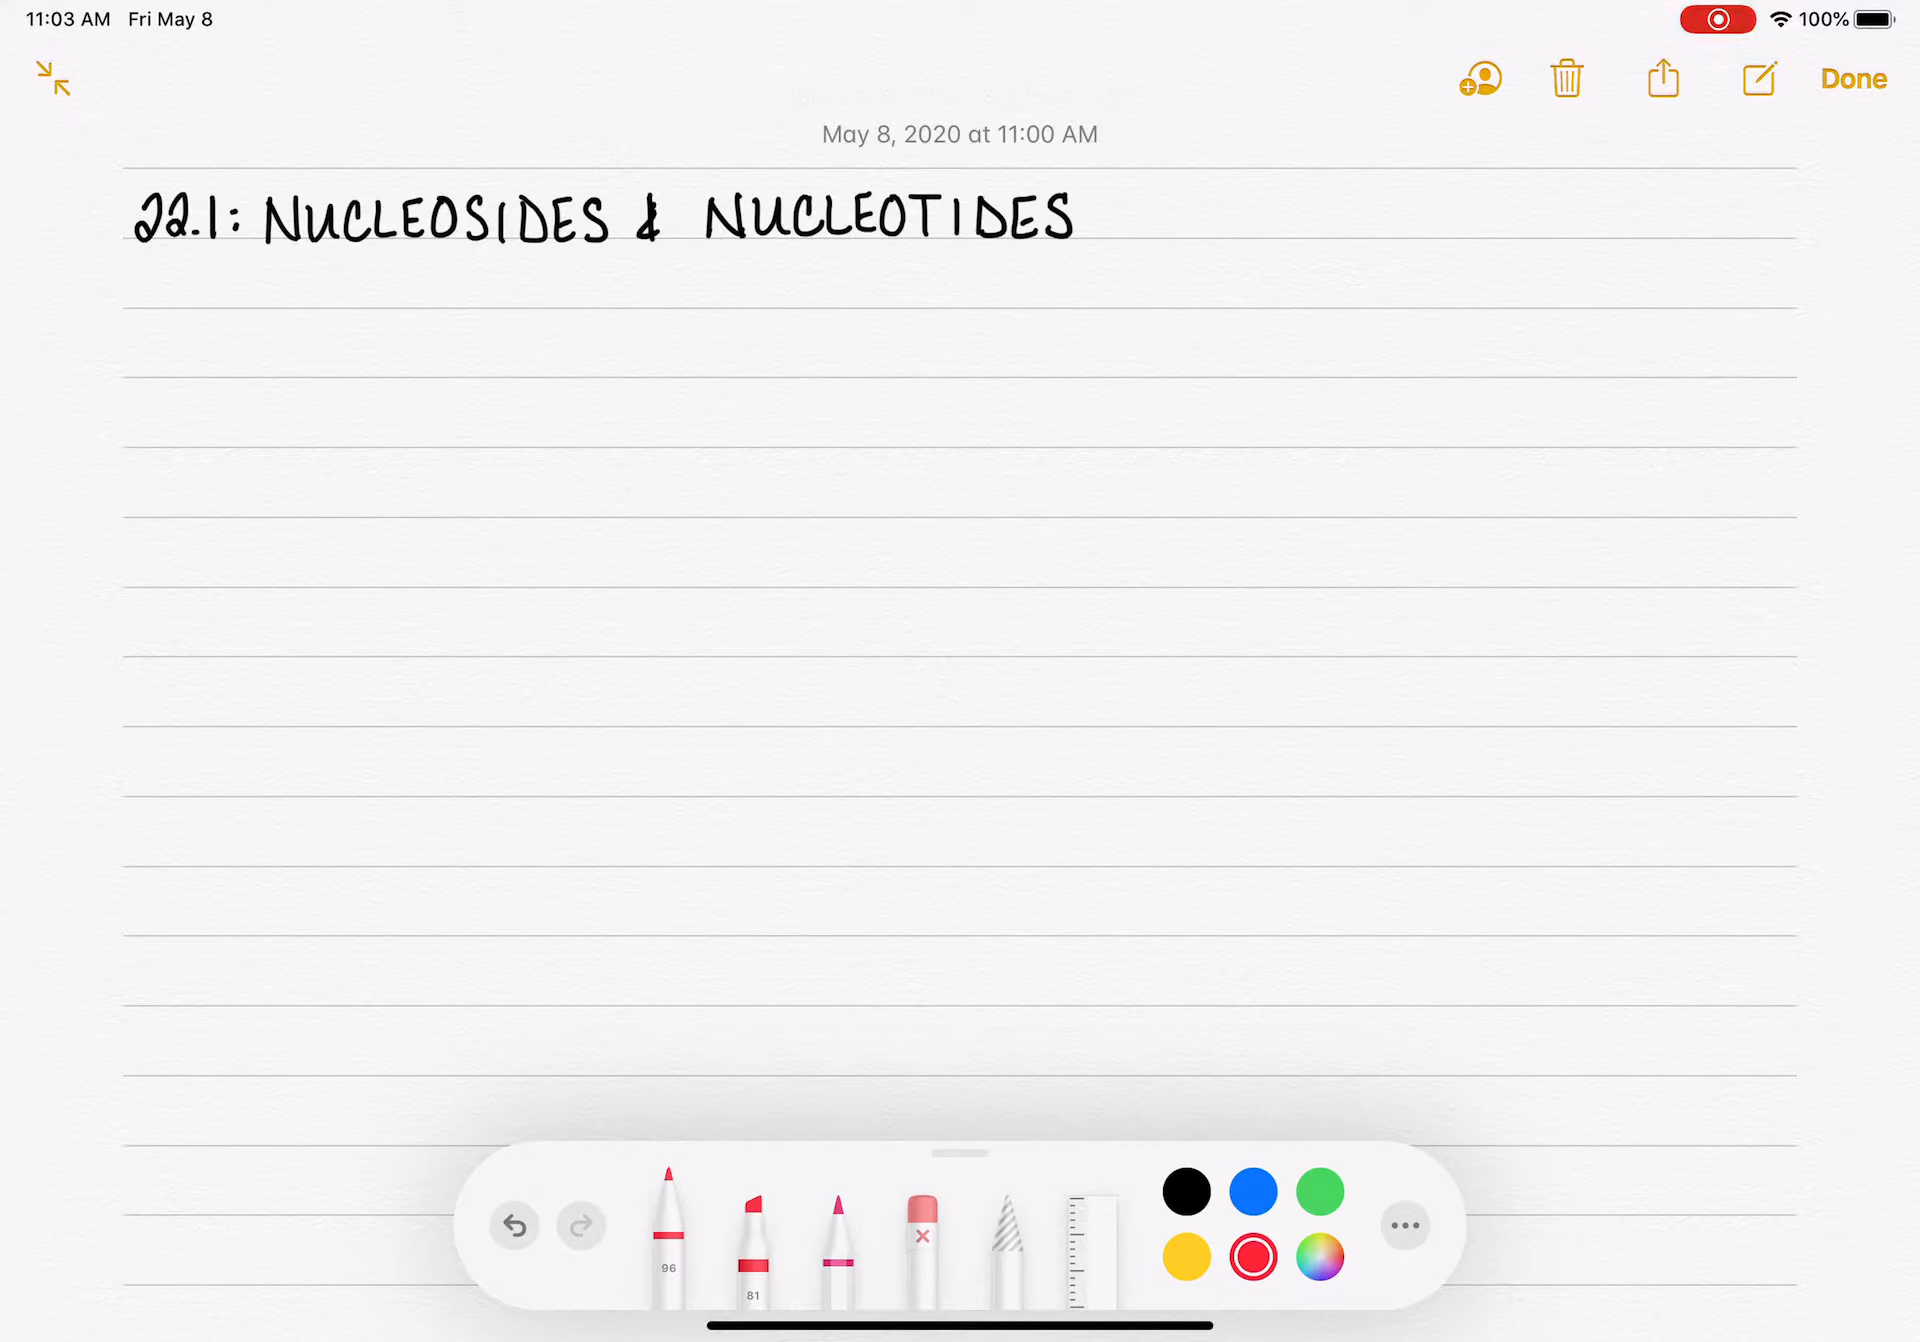 11:03 AM Fri May 8 100%
Done
May 8, 2020 at 11:00 AM
22.1: NUCLEOSIDES & NUCLEOTIDES
96
81